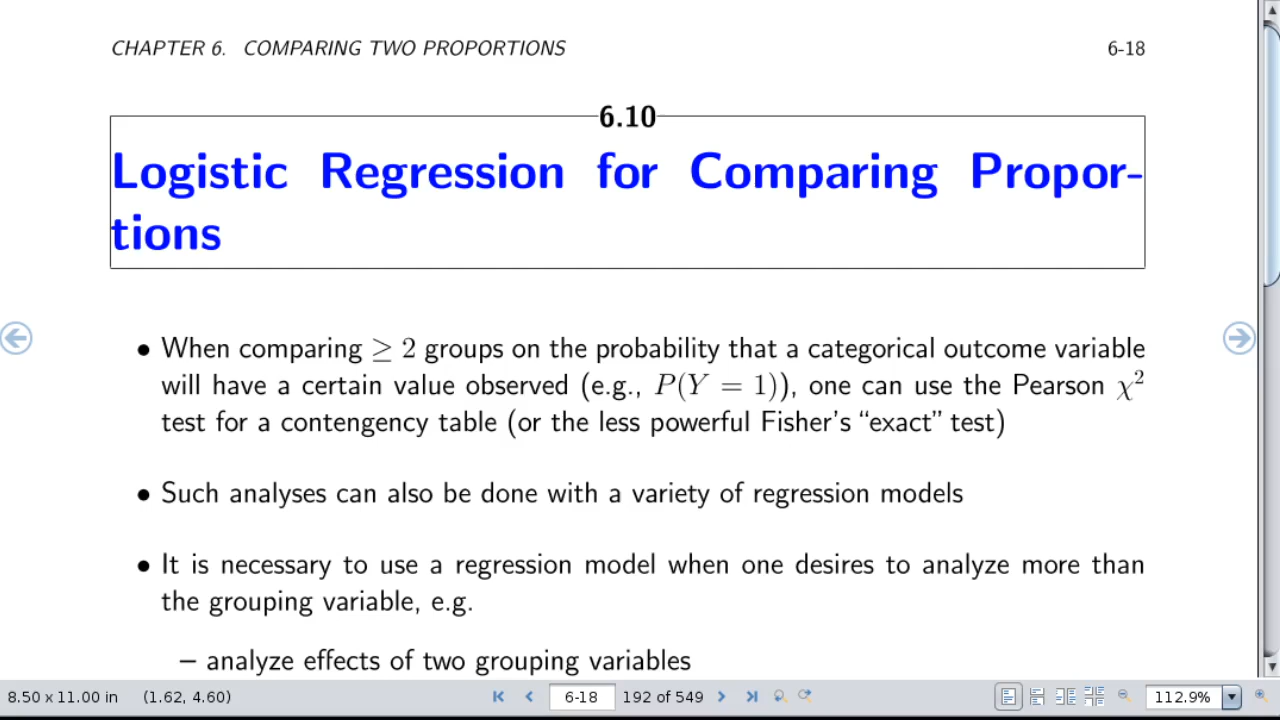 CHAPTER 6. COMPARING TWO PROPORTIONS 6-18
6.10
Logistic Regression for Comparing Propor-
tions
• When comparing ≥ 2 groups on the probability that a categorical outcome variable
will have a certain value observed (e.g., P(Y = 1)), one can use the Pearson χ²
test for a contengency table (or the less powerful Fisher's “exact” test)
• Such analyses can also be done with a variety of regression models
• It is necessary to use a regression model when one desires to analyze more than
the grouping variable, e.g.
– analyze effects of two grouping variables
8.50 x 11.00 in (1.62, 4.60) 6-18 192 of 549 112.9%